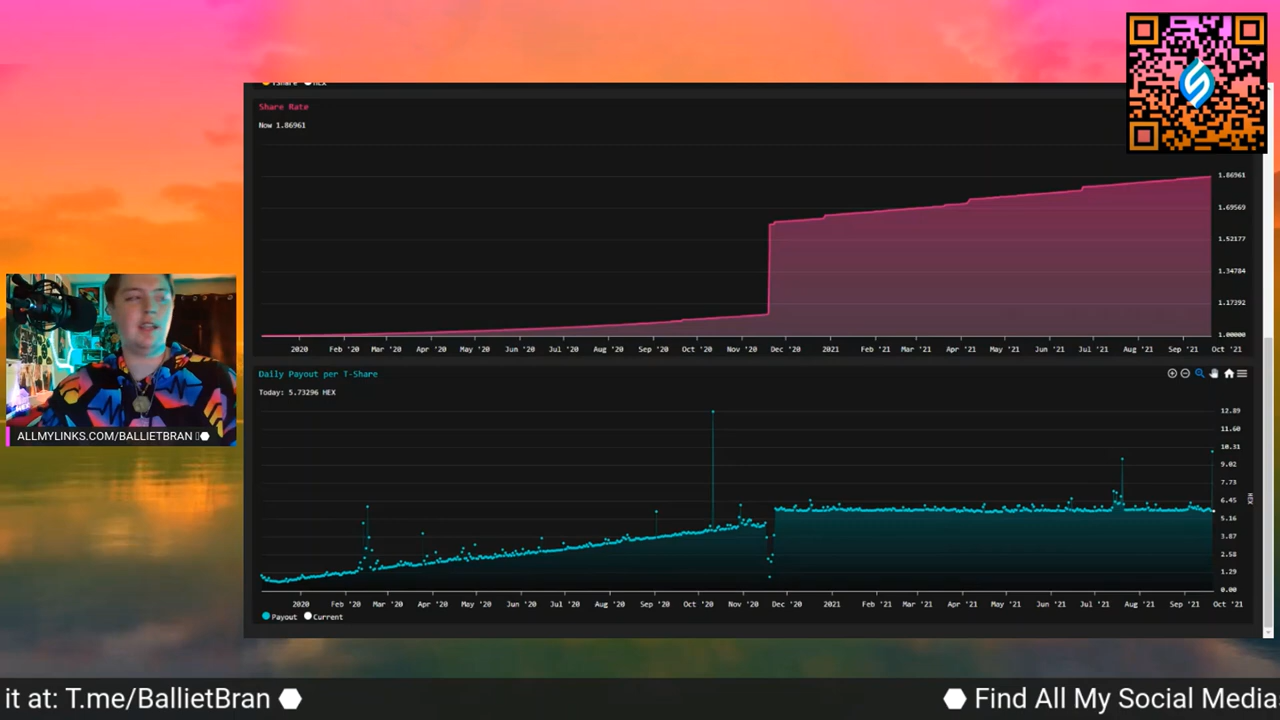 TShare HEX
Share Rate
Now 1.86961
1.86961
1.69569
1.52177
1.34784
1.17392
1.00000
2020 Feb '20 Mar '20 Apr '20 May '20 Jun '20 Jul '20 Aug '20 Sep '20 Oct '20 Nov '20 Dec '20 2021 Feb '21 Mar '21 Apr '21 May '21 Jun '21 Jul '21 Aug '21 Sep '21 Oct '21
Daily Payout per T-Share
Today: 5.73296 HEX
12.89
11.60
10.31
9.02
7.73
6.45
5.16
3.87
2.58
1.29
0.00
HEX
2020 Feb '20 Mar '20 Apr '20 May '20 Jun '20 Jul '20 Aug '20 Sep '20 Oct '20 Nov '20 Dec '20 2021 Feb '21 Mar '21 Apr '21 May '21 Jun '21 Jul '21 Aug '21 Sep '21 Oct '21
Payout Current
ALLMYLINKS.COM/BALLIETBRAN
it at: T.me/BallietBran Find All My Social Media